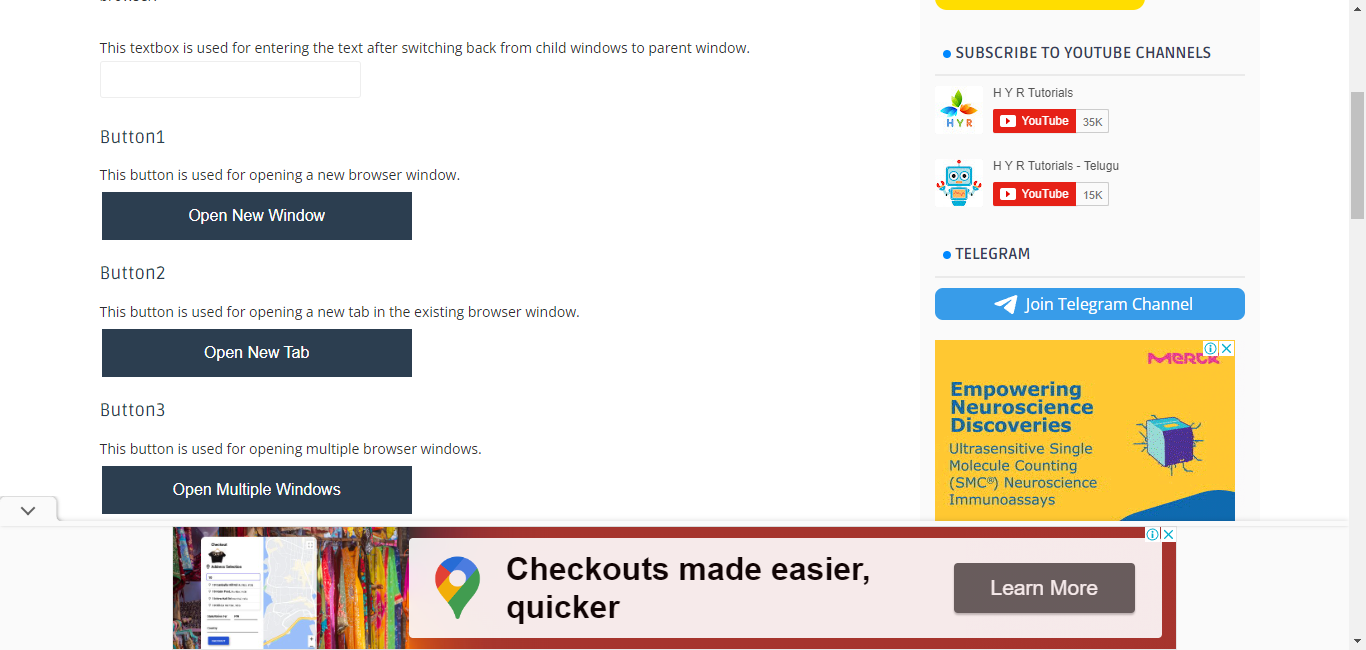 This textbox is used for entering the text after switching back from child windows to parent window.
Button1
This button is used for opening a new browser window.
Open New Window
Button2
This button is used for opening a new tab in the existing browser window.
Open New Tab
Button3
This button is used for opening multiple browser windows.
Open Multiple Windows
SUBSCRIBE TO YOUTUBE CHANNELS
HYR
H Y R Tutorials
YouTube
35K
H Y R Tutorials - Telugu
YouTube
15K
TELEGRAM
Join Telegram Channel
Empowering
Neuroscience
Discoveries
Ultrasensitive Single
Molecule Counting
(SMC®) Neuroscience
Immunoassays
Checkout
Address Selection
Checkouts made easier,
quicker
Learn More